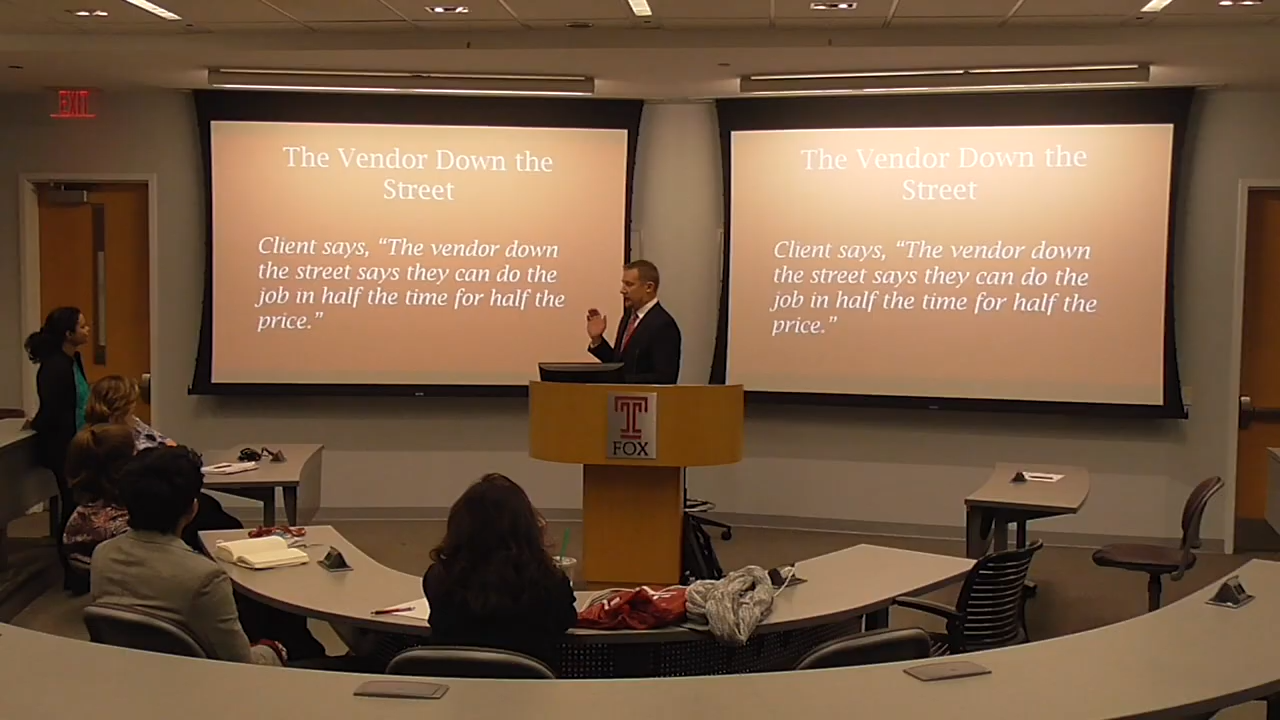 EXIT
The Vendor Down the
Street
Client says, “The vendor down
the street says they can do the
job in half the time for half the
price.”
The Vendor Down the
Street
Client says, “The vendor down
the street says they can do the
job in half the time for half the
price.”
T
FOX